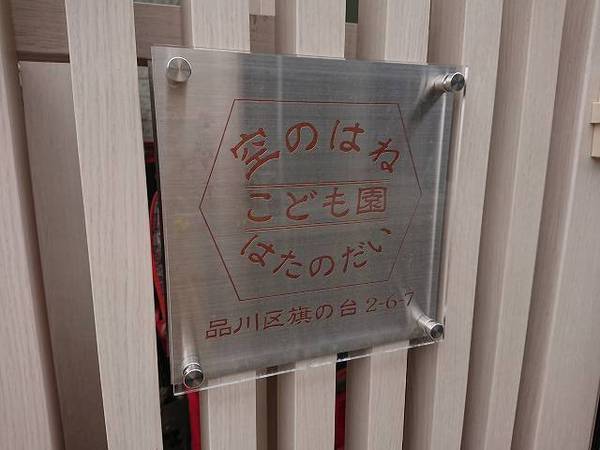 空のはね
こども園
はたのだい
品川区旗の台 2-6-7